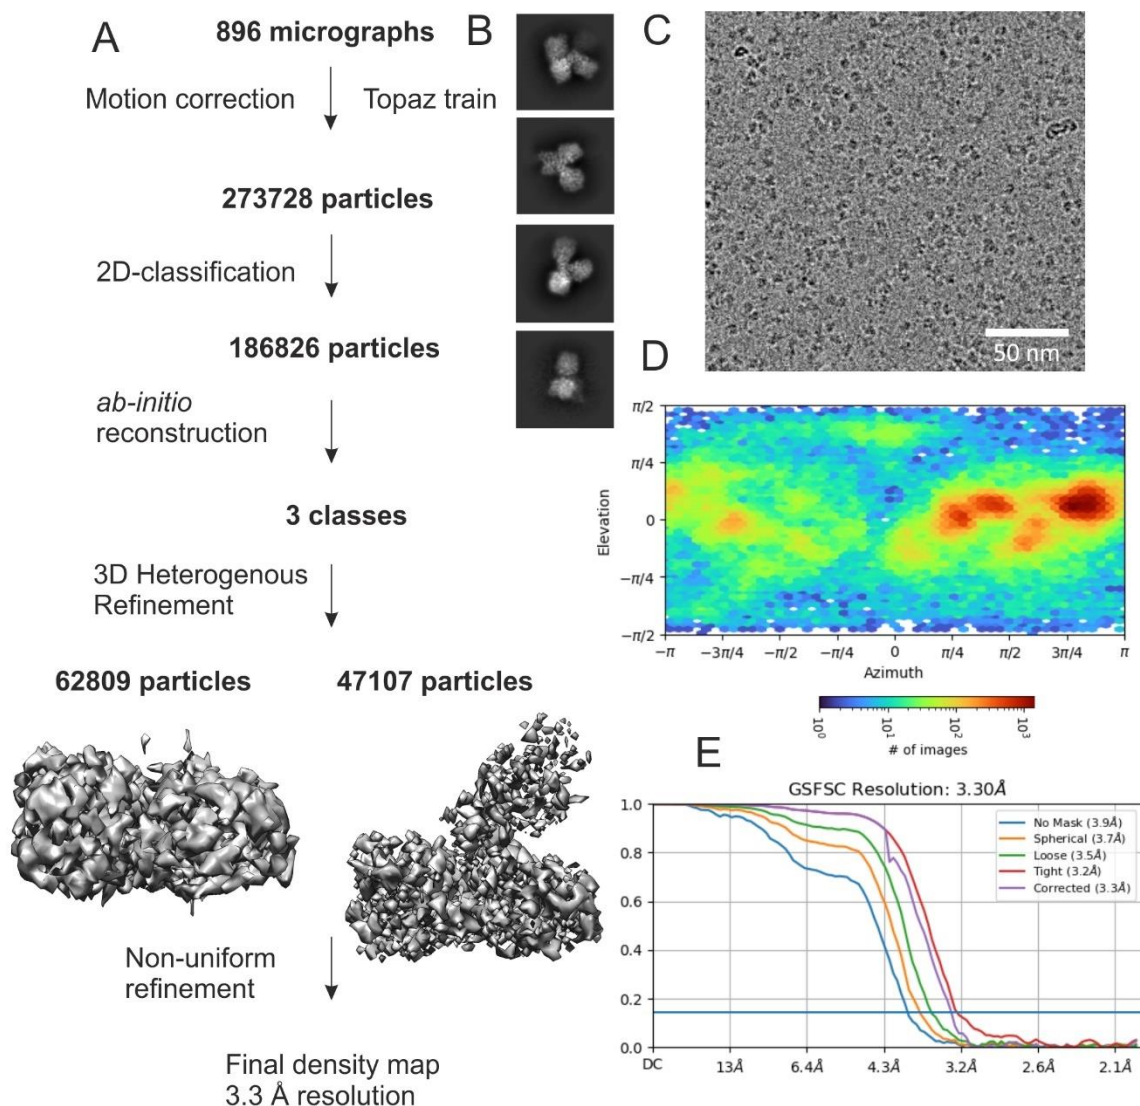 A
896 micrographs
Motion correction
Topaz train
273728 particles
2D-classification
186826 particles
ab-initio
reconstruction
3 classes
3D Heterogenous
Refinement
62809 particles
47107 particles
Non-uniform
refinement
Final density map
3.3 Å resolution
B
C
50 nm
D
π/2
π/4
0
−π/4
−π/2
Elevation
−π
−3π/4
−π/2
−π/4
0
π/4
π/2
3π/4
π
Azimuth
10⁰
10¹
10²
10³
# of images
E
GSFSC Resolution: 3.30Å
1.0
0.8
0.6
0.4
0.2
0.0
No Mask (3.9Å)
Spherical (3.7Å)
Loose (3.5Å)
Tight (3.2Å)
Corrected (3.3Å)
DC
13Å
6.4Å
4.3Å
3.2Å
2.6Å
2.1Å